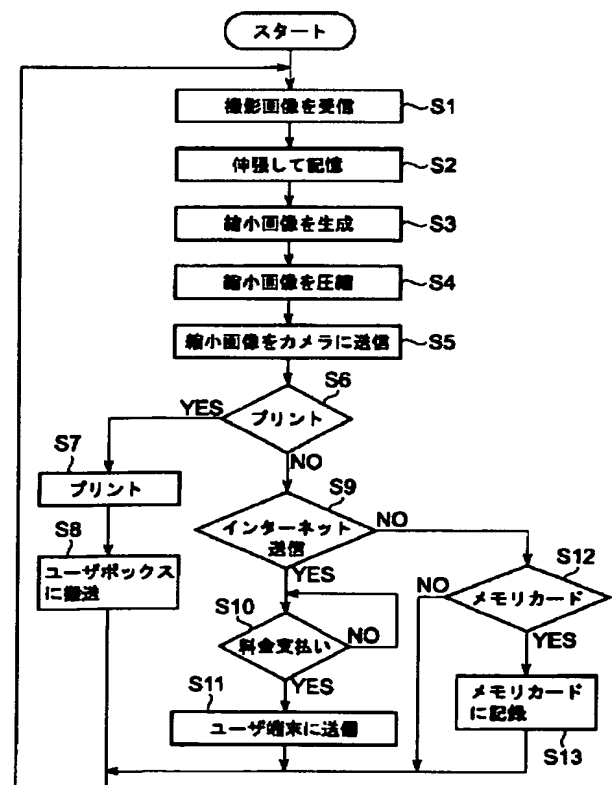 スタート
撮影画像を受信
S1
伸張して記憶
S2
縮小画像を生成
S3
縮小画像を圧縮
S4
縮小画像をカメラに送信
S5
S6
プリント
YES
NO
S7
プリント
S8
ユーザボックス
に搬送
S9
インターネット
送信
NO
YES
S10
料金支払い
NO
YES
S11
ユーザ端末に送信
S12
メモリカード
NO
YES
メモリカード
に記録
S13